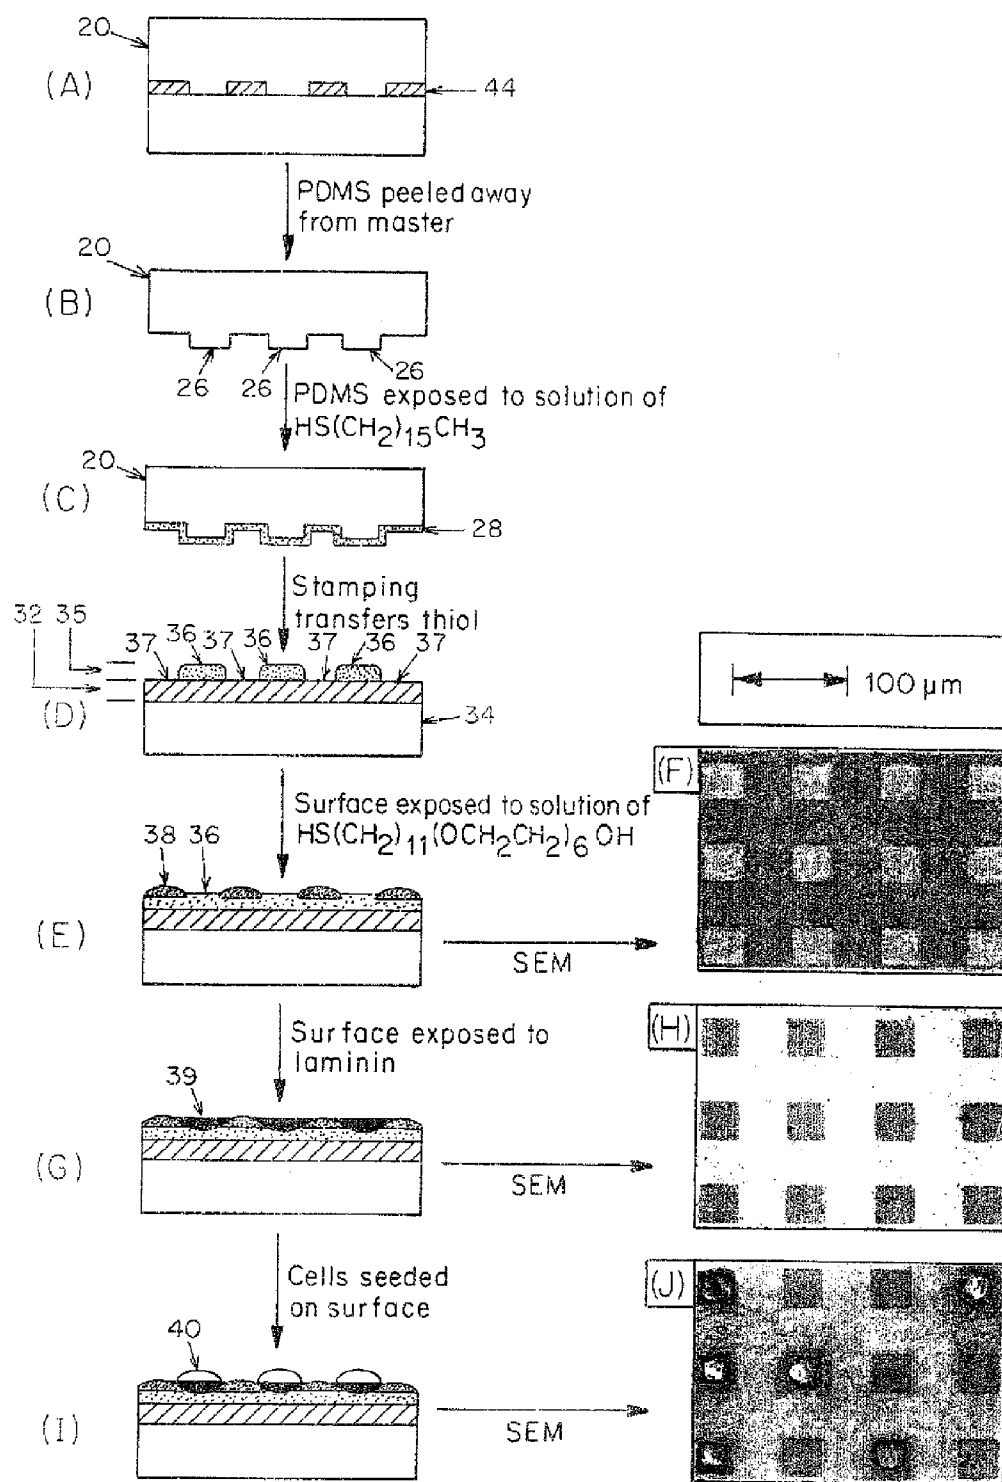 20
(A)
44
PDMS peeled away
from master
20
(B)
26 26 26
PDMS exposed to solution of
HS(CH2)15CH3
20
(C)
28
Stamping
transfers thiol
32 35
37 36 37 36 37 36 37
(D)
34
100 µm
(F)
Surface exposed to solution of
HS(CH2)11(OCH2CH2)6OH
38 36
(E)
SEM
(H)
Surface exposed to
laminin
39
(G)
SEM
(J)
Cells seeded
on surface
40
(I)
SEM